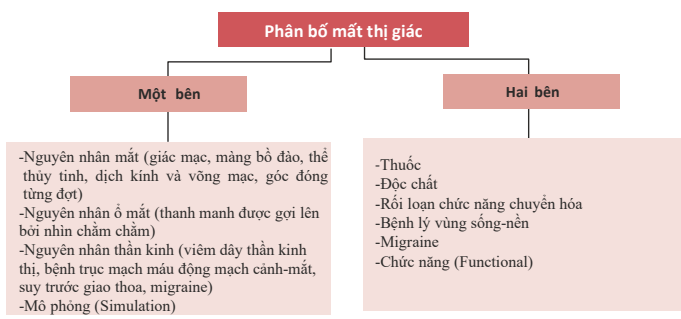 Phân bố mất thị giác
Một bên
Hai bên
-Nguyên nhân mắt (giác mạc, màng bồ đào, thể
thủy tinh, dịch kính và võng mạc, góc đóng
từng đợt)
-Nguyên nhân ổ mắt (thanh manh được gợi lên
bởi nhìn chằm chằm)
-Nguyên nhân thần kinh (viêm dây thần kinh
thị, bệnh trục mạch máu động mạch cảnh-mắt,
suy trước giao thoa, migraine)
-Mô phỏng (Simulation)
-Thuốc
-Độc chất
-Rối loạn chức năng chuyển hóa
-Bệnh lý vùng sống-nền
-Migraine
-Chức năng (Functional)